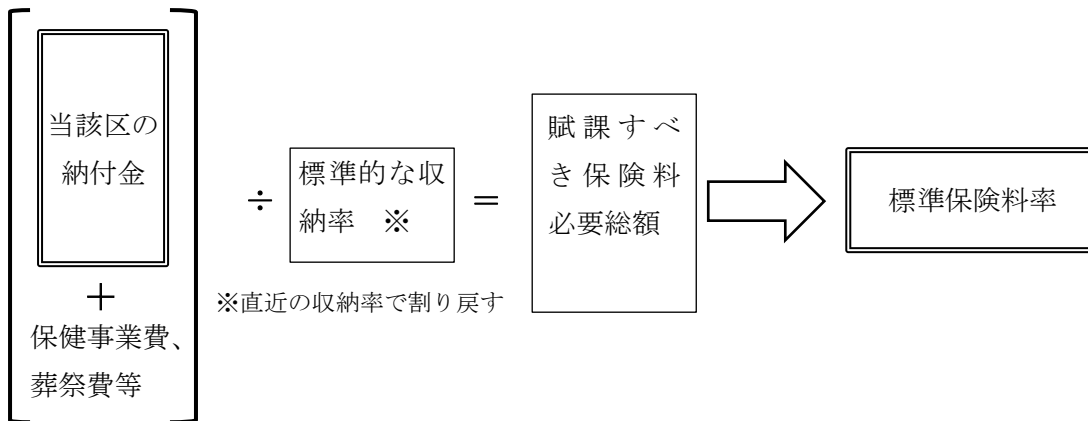 当該区の
納付金
＋
保健事業費、
葬祭費等
÷
標準的な収
納率　※
※直近の収納率で割り戻す
＝
賦課すべ
き保険料
必要総額
標準保険料率